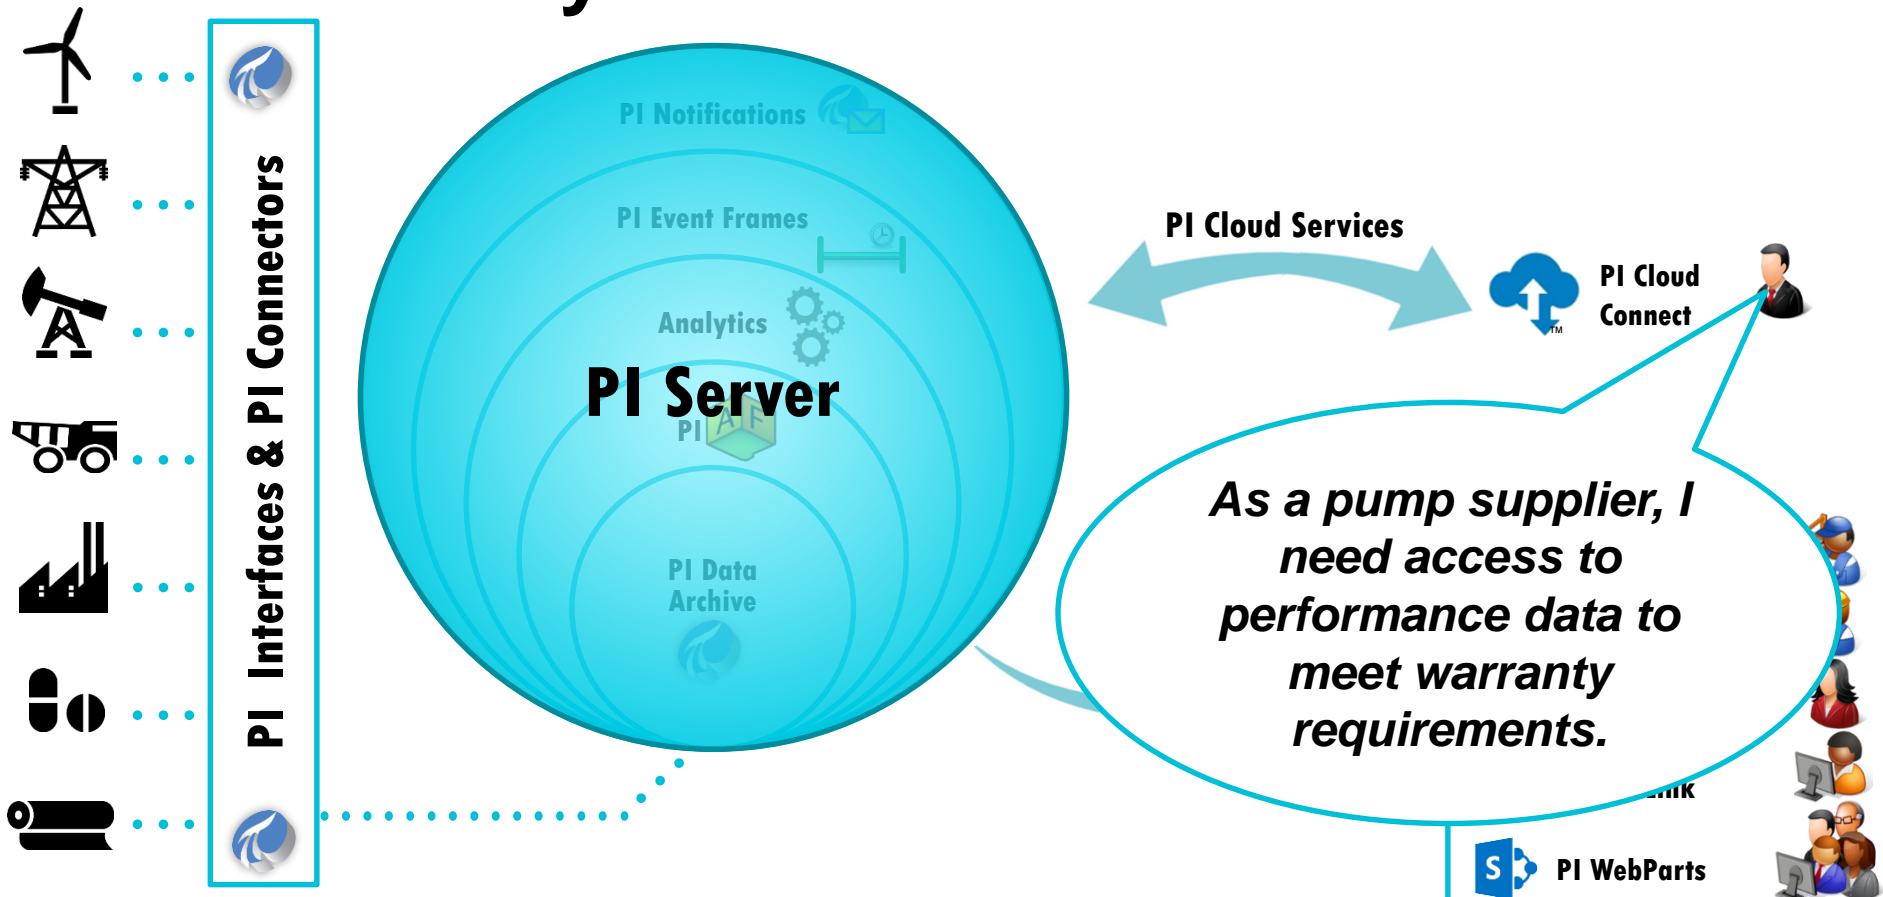 PI Interfaces & PI Connectors
PI Notifications
PI Event Frames
Analytics
PI Server
PI AF
PI Data
Archive
PI Cloud Services
PI Cloud
Connect
TM
As a pump supplier, I
need access to
performance data to
meet warranty
requirements.
S
PI WebParts